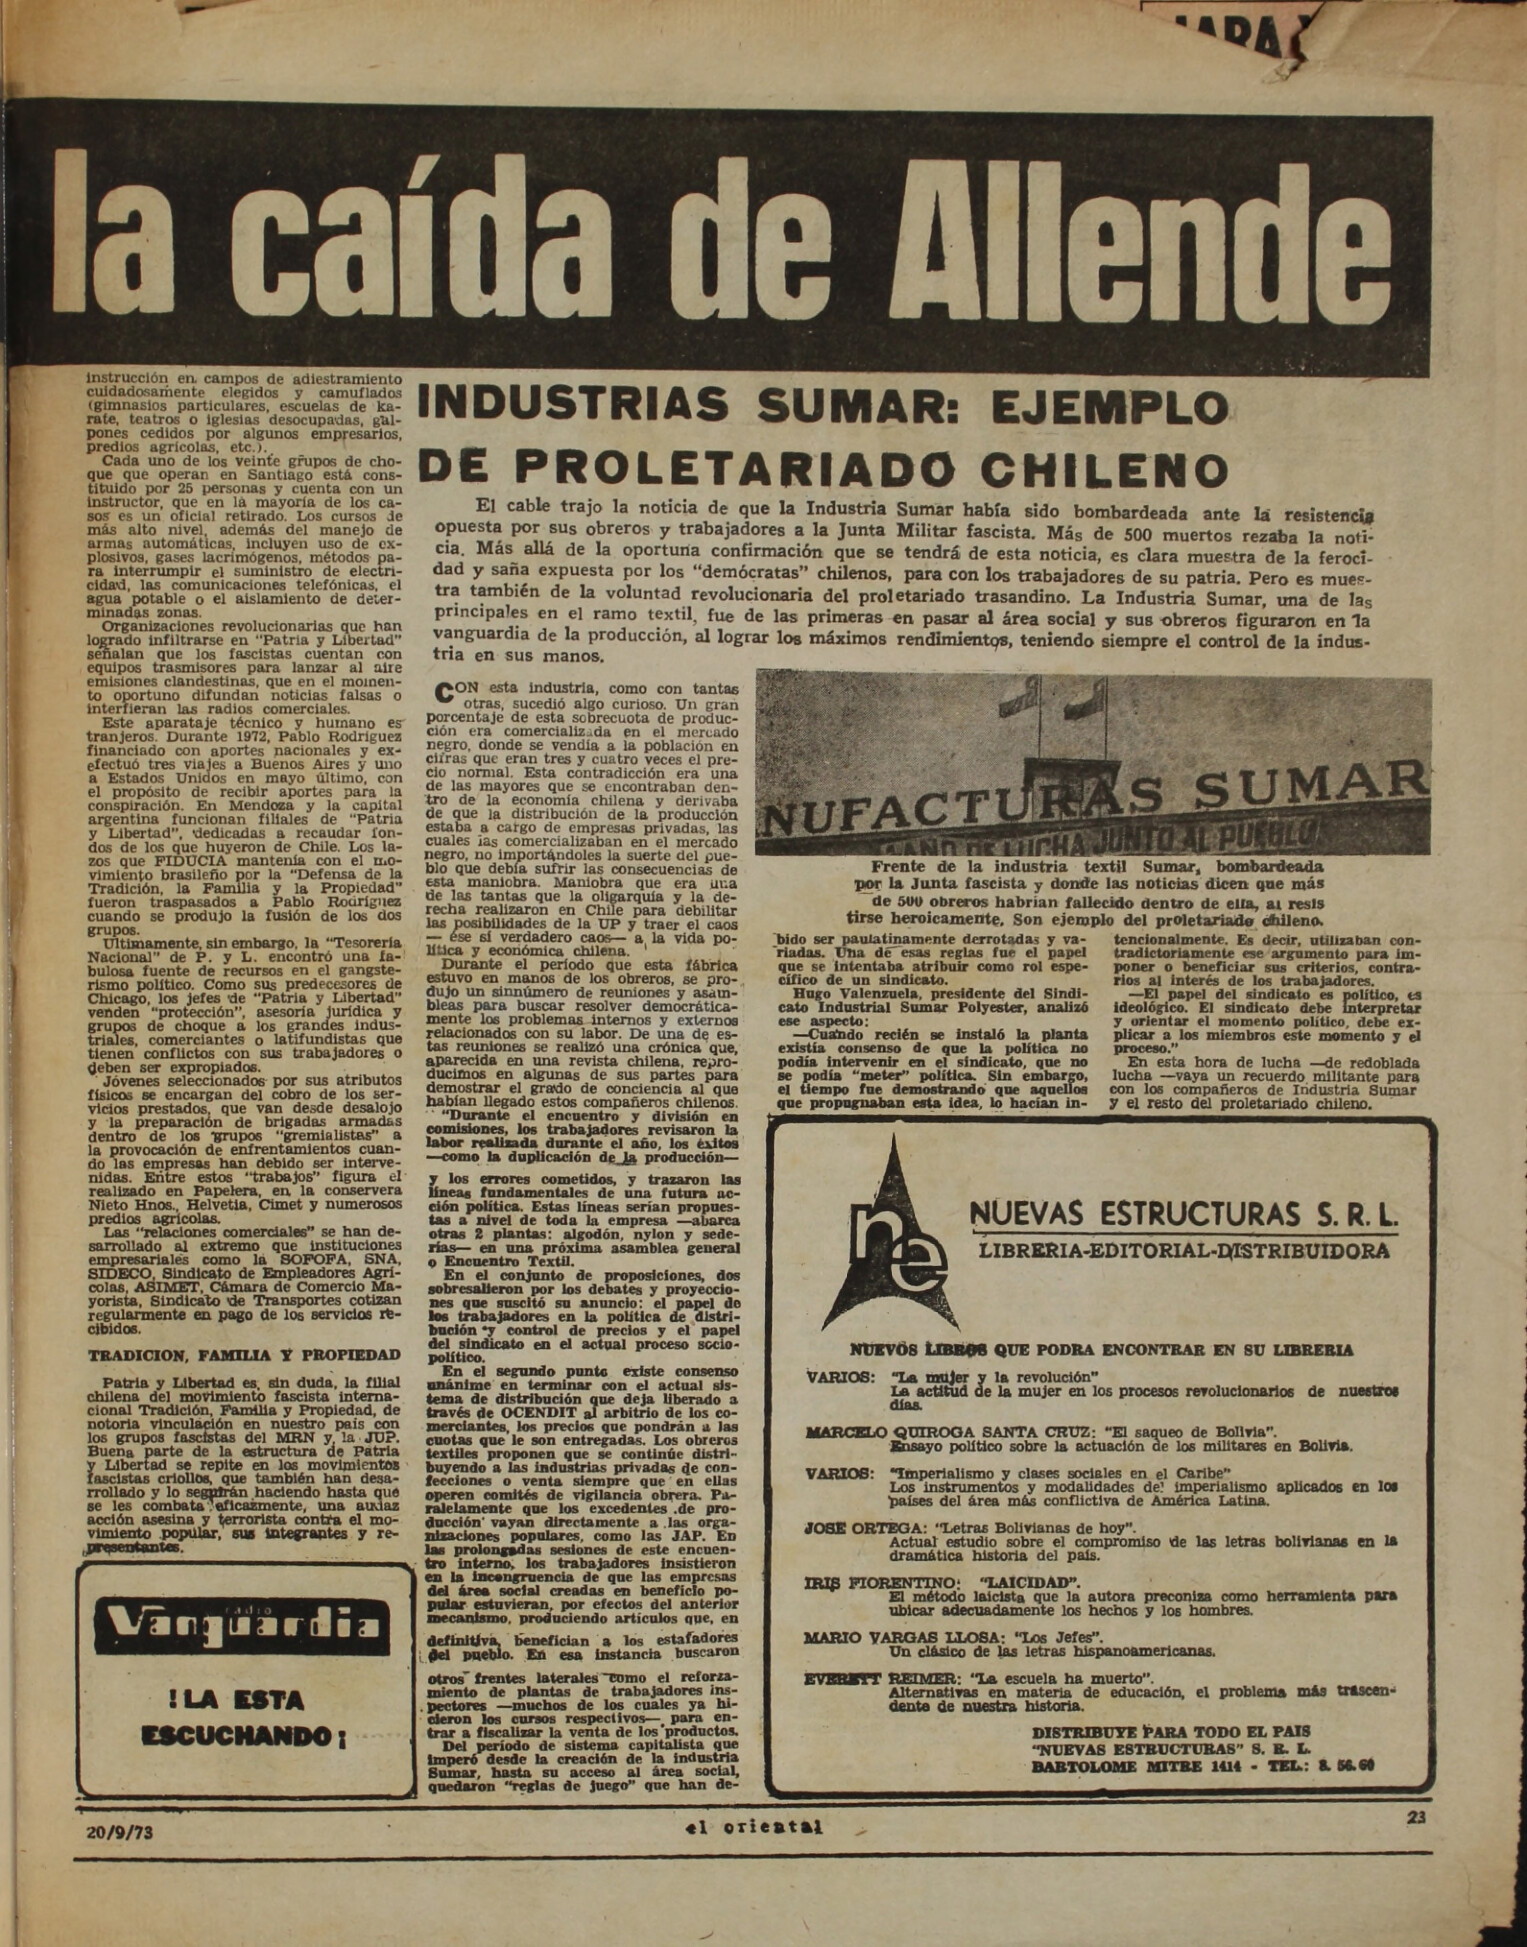 la caída de Allende
instrucción en campos de adiestramiento
cuidadosamente elegidos y camuflados
(gimnasios particulares, escuelas de ka-
rate, teatros o iglesias desocupadas, gal-
pones cedidos por algunos empresarios,
predios agrícolas, etc.).
Cada uno de los veinte grupos de cho-
que que operan en Santiago está cons-
tituido por 25 personas y cuenta con un
instructor, que en la mayoría de los ca-
sos es un oficial retirado. Los cursos de
más alto nivel, además del manejo de
armas automáticas, incluyen uso de ex-
plosivos, gases lacrimógenos, métodos pa-
ra interrumpir el suministro de electri-
cidad, las comunicaciones telefónicas, el
agua potable o el aislamiento de deter-
minadas zonas.
Organizaciones revolucionarias que han
logrado infiltrarse en "Patria y Libertad"
señalan que los fascistas cuentan con
equipos trasmisores para lanzar al aire
emisiones clandestinas, que en el momen-
to oportuno difundan noticias falsas o
interfieran las radios comerciales.
Este aparataje técnico y humano es
tranjeros. Durante 1972, Pablo Rodríguez
financiado con aportes nacionales y ex-
efectuó tres viajes a Buenos Aires y uno
a Estados Unidos en mayo último, con
el propósito de recibir aportes para la
conspiración. En Mendoza y la capital
argentina funcionan filiales de "Patria
y Libertad", dedicadas a recaudar fon-
dos de los que huyeron de Chile. Los la-
zos que FIDUCIA mantenía con el mo-
vimiento brasileño por la "Defensa de la
Tradición, la Familia y la Propiedad"
fueron traspasados a Pablo Rodríguez
cuando se produjo la fusión de los dos
grupos.
Ultimamente, sin embargo, la "Tesorería
Nacional" de P. y L. encontró una fa-
bulosa fuente de recursos en el gangste-
rismo político. Como sus predecesores de
Chicago, los jefes de "Patria y Libertad"
venden "protección", asesoría jurídica y
grupos de choque a los grandes indus-
triales, comerciantes o latifundistas que
tienen conflictos con sus trabajadores o
deben ser expropiados.
Jóvenes seleccionados por sus atributos
físicos se encargan del cobro de los ser-
vicios prestados, que van desde desalojo
y la preparación de brigadas armadas
dentro de los grupos "gremialistas" a
la provocación de enfrentamientos cuan-
do las empresas han debido ser interve-
nidas. Entre estos "trabajos" figura el
realizado en Papelera, en la conservera
Nieto Hnos., Helvetia, Cimet y numerosos
predios agrícolas.
Las "relaciones comerciales" se han de-
sarrollado al extremo que instituciones
empresariales como la SOFOFA, SNA,
SIDECO, Sindicato de Empleadores Agrí-
colas, ASIMET, Cámara de Comercio Ma-
yorista, Sindicato de Transportes cotizan
regularmente en pago de los servicios re-
cibidos.
TRADICION, FAMILIA Y PROPIEDAD
Patria y Libertad es, sin duda, la filial
chilena del movimiento fascista interna-
cional Tradición, Familia y Propiedad, de
notoria vinculación en nuestro país con
los grupos fascistas del MRN y la JUP.
Buena parte de la estructura de Patria
y Libertad se repite en los movimientos
fascistas criollos, que también han desa-
rrollado y lo seguirán haciendo hasta que
se les combata eficazmente, una audaz
acción asesina y terrorista contra el mo-
vimiento popular, sus integrantes y re-
presentantes.
radio
Vanguardia
!LA ESTA
ESCUCHANDO¡
INDUSTRIAS SUMAR: EJEMPLO
DE PROLETARIADO CHILENO
El cable trajo la noticia de que la Industria Sumar había sido bombardeada ante la resistencia
opuesta por sus obreros y trabajadores a la Junta Militar fascista. Más de 500 muertos rezaba la noti-
cia. Más allá de la oportuna confirmación que se tendrá de esta noticia, es clara muestra de la feroci-
dad y saña expuesta por los "demócratas" chilenos, para con los trabajadores de su patria. Pero es mues-
tra también de la voluntad revolucionaria del proletariado trasandino. La Industria Sumar, una de las
principales en el ramo textil, fue de las primeras en pasar al área social y sus obreros figuraron en la
vanguardia de la producción, al lograr los máximos rendimientos, teniendo siempre el control de la indus-
tria en sus manos.
CON esta industria, como con tantas
otras, sucedió algo curioso. Un gran
porcentaje de esta sobrecuota de produc-
ción era comercializada en el mercado
negro, donde se vendía a la población en
cifras que eran tres y cuatro veces el pre-
cio normal. Esta contradicción era una
de las mayores que se encontraban den-
tro de la economía chilena y derivaba
de que la distribución de la producción
estaba a cargo de empresas privadas, las
cuales las comercializaban en el mercado
negro, no importándoles la suerte del pue-
blo que debía sufrir las consecuencias de
esta maniobra. Maniobra que era una
de las tantas que la oligarquía y la de-
recha realizaron en Chile para debilitar
las posibilidades de la UP y traer el caos
— ése sí verdadero caos— a la vida po-
lítica y económica chilena.
Durante el período que esta fábrica
estuvo en manos de los obreros, se pro-
dujo un sinnúmero de reuniones y asam-
bleas para buscar resolver democrática-
mente los problemas internos y externos
relacionados con su labor. De una de es-
tas reuniones se realizó una crónica que,
aparecida en una revista chilena, repro-
ducimos en algunas de sus partes para
demostrar el grado de conciencia al que
habían llegado estos compañeros chilenos.
"Durante el encuentro y división en
comisiones, los trabajadores revisaron la
labor realizada durante el año, los éxitos
—como la duplicación de la producción—
y los errores cometidos, y trazaron las
líneas fundamentales de una futura ac-
ción política. Estas líneas serían propues-
tas a nivel de toda la empresa —abarca
otras 2 plantas: algodón, nylon y sede-
rías— en una próxima asamblea general
o Encuentro Textil.
En el conjunto de proposiciones, dos
sobresalieron por los debates y proyeccio-
nes que suscitó su anuncio: el papel de
los trabajadores en la política de distri-
bución y control de precios y el papel
del sindicato en el actual proceso socio-
político.
En el segundo punto existe consenso
unánime en terminar con el actual sis-
tema de distribución que deja liberado a
través de OCENDIT al arbitrio de los co-
merciantes, los precios que pondrán a las
cuotas que le son entregadas. Los obreros
textiles proponen que se continúe distri-
buyendo a las industrias privadas de con-
fecciones o venta siempre que en ellas
operen comités de vigilancia obrera. Pa-
ralelamente que los excedentes de pro-
ducción vayan directamente a las orga-
nizaciones populares, como las JAP. En
las prolongadas sesiones de este encuen-
tro interno, los trabajadores insistieron
en la incongruencia de que las empresas
del área social creadas en beneficio po-
pular estuvieran, por efectos del anterior
mecanismo, produciendo artículos que, en
definitiva, benefician a los estafadores
del pueblo. En esa instancia buscaron
otros frentes laterales como el reforza-
miento de plantas de trabajadores ins-
pectores —muchos de los cuales ya hi-
cieron los cursos respectivos— para en-
trar a fiscalizar la venta de los productos.
Del período de sistema capitalista que
imperó desde la creación de la industria
Sumar, hasta su acceso al área social,
quedaron "reglas de juego" que han de-
NUFACTURAS SUMAR
LUCHA JUNTO AL PUEBLO
Frente de la industria textil Sumar, bombardeada
por la Junta fascista y donde las noticias dicen que más
de 500 obreros habrían fallecido dentro de ella, al resis
tirse heroicamente. Son ejemplo del proletariado chileno.
bido ser paulatinamente derrotadas y va-
riadas. Una de esas reglas fue el papel
que se intentaba atribuir como rol espe-
cífico de un sindicato.
Hugo Valenzuela, presidente del Sindi-
cato Industrial Sumar Polyester, analizó
ese aspecto:
—Cuando recién se instaló la planta
existía consenso de que la política no
podía intervenir en el sindicato, que no
se podía "meter" política. Sin embargo,
el tiempo fue demostrando que aquellos
que propugnaban esta idea, lo hacían in-
tencionalmente. Es decir, utilizaban con-
tradictoriamente ese argumento para im-
poner o beneficiar sus criterios, contra-
rios al interés de los trabajadores.
—El papel del sindicato es político, es
ideológico. El sindicato debe interpretar
y orientar el momento político, debe ex-
plicar a los miembros este momento y el
proceso."
En esta hora de lucha —de redoblada
lucha —vaya un recuerdo militante para
con los compañeros de Industria Sumar
y el resto del proletariado chileno.
ne
NUEVAS ESTRUCTURAS S. R. L.
LIBRERIA-EDITORIAL-DISTRIBUIDORA
NUEVOS LIBROS QUE PODRA ENCONTRAR EN SU LIBRERIA
VARIOS: "La mujer y la revolución"
La actitud de la mujer en los procesos revolucionarios de nuestros
días.
MARCELO QUIROGA SANTA CRUZ: "El saqueo de Bolivia".
Ensayo político sobre la actuación de los militares en Bolivia.
VARIOS: "Imperialismo y clases sociales en el Caribe"
Los instrumentos y modalidades del imperialismo aplicados en los
países del área más conflictiva de América Latina.
JOSE ORTEGA: "Letras Bolivianas de hoy".
Actual estudio sobre el compromiso de las letras bolivianas en la
dramática historia del país.
IRIS FIORENTINO: "LAICIDAD".
El método laicista que la autora preconiza como herramienta para
ubicar adecuadamente los hechos y los hombres.
MARIO VARGAS LLOSA: "Los Jefes".
Un clásico de las letras hispanoamericanas.
EVERETT REIMER: "La escuela ha muerto".
Alternativas en materia de educación, el problema más trascen-
dente de nuestra historia.
DISTRIBUYE PARA TODO EL PAIS
"NUEVAS ESTRUCTURAS" S. R. L.
BARTOLOME MITRE 1414 - TEL.: 8. 56. 60
20/9/73
el oriental
23